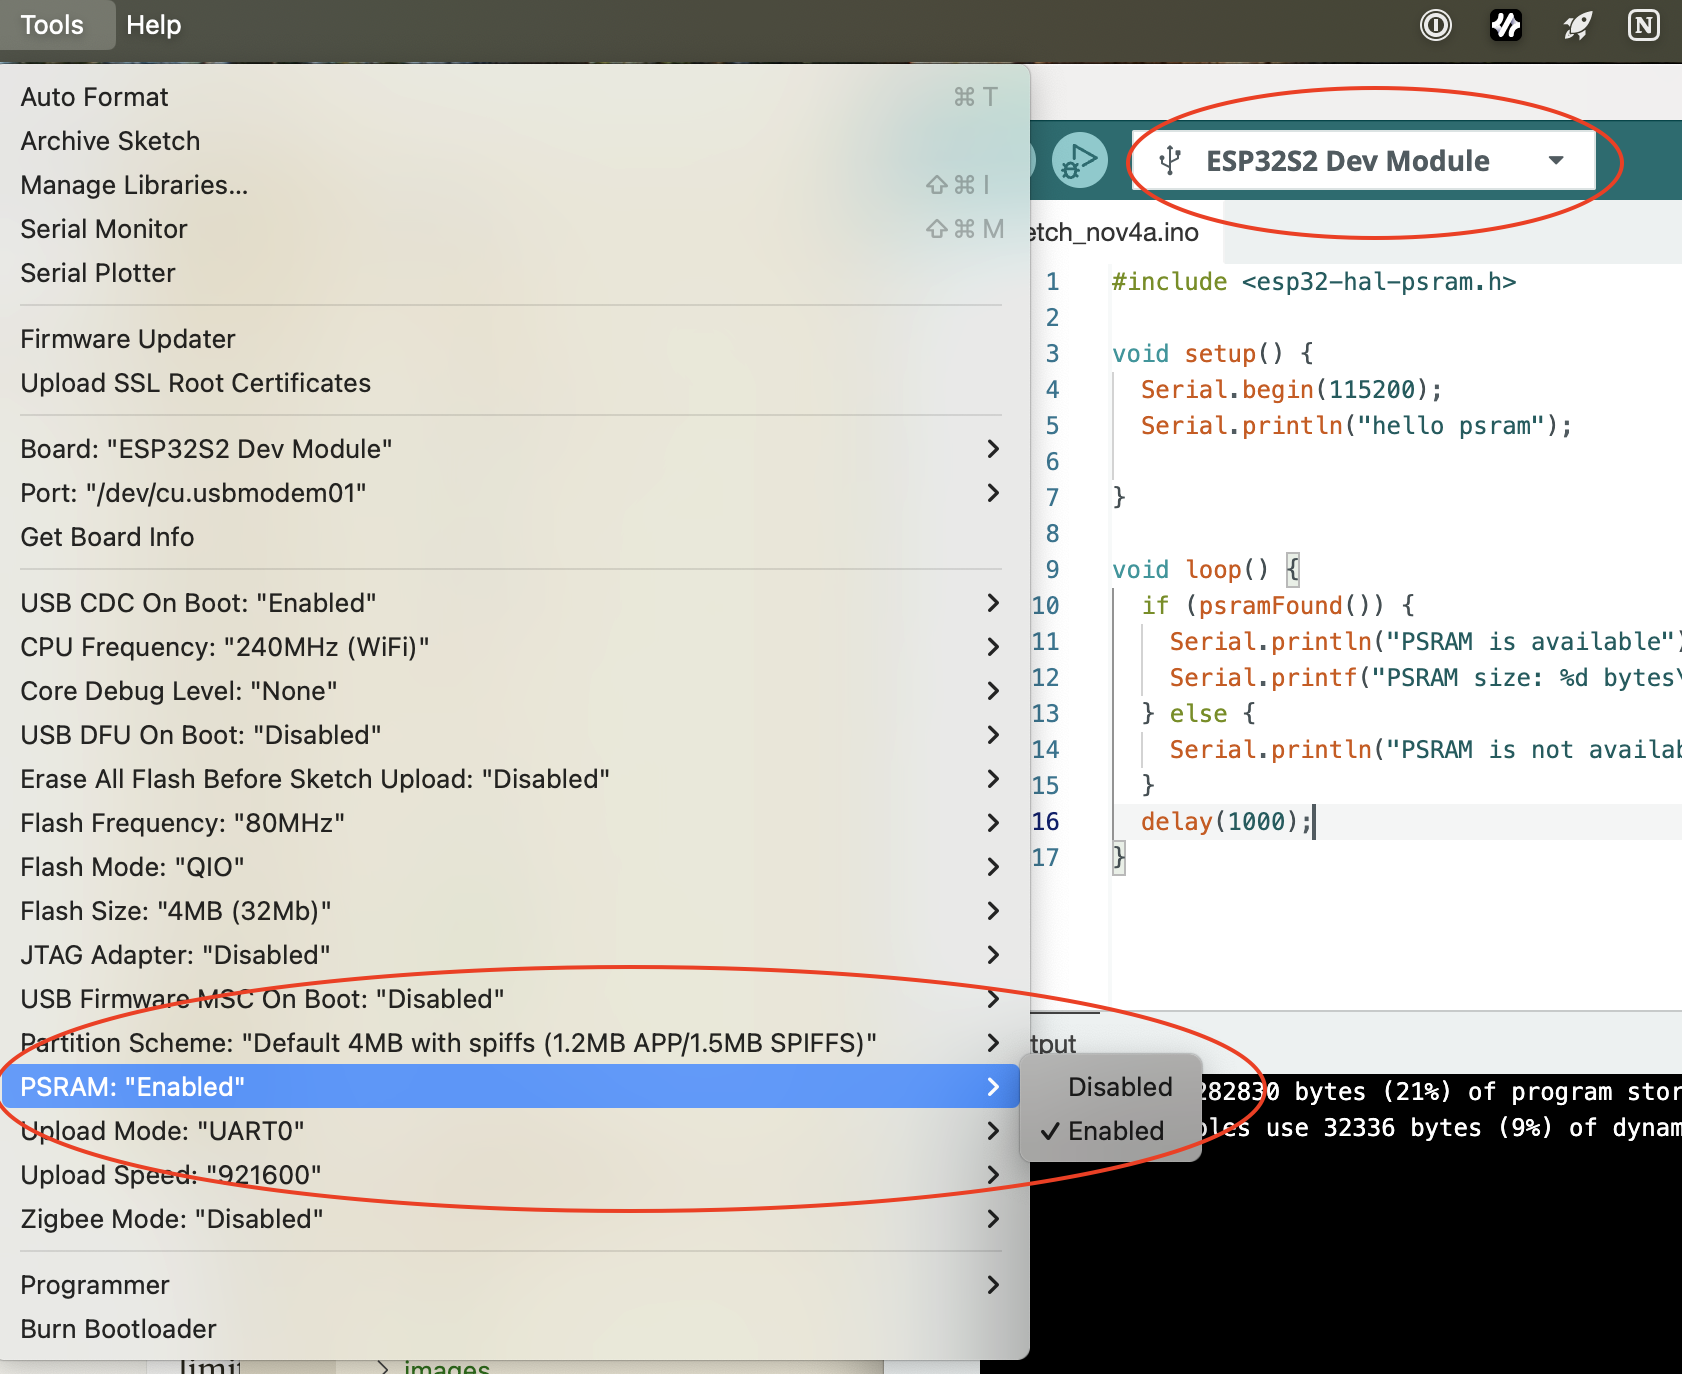 Tools Help
Auto Format ⌘ T
Archive Sketch
Manage Libraries... ⇧ ⌘ I
Serial Monitor ⇧ ⌘ M
Serial Plotter
Firmware Updater
Upload SSL Root Certificates
Board: "ESP32S2 Dev Module"
Port: "/dev/cu.usbmodem01"
Get Board Info
USB CDC On Boot: "Enabled"
CPU Frequency: "240MHz (WiFi)"
Core Debug Level: "None"
USB DFU On Boot: "Disabled"
Erase All Flash Before Sketch Upload: "Disabled"
Flash Frequency: "80MHz"
Flash Mode: "QIO"
Flash Size: "4MB (32Mb)"
JTAG Adapter: "Disabled"
USB Firmware MSC On Boot: "Disabled"
Partition Scheme: "Default 4MB with spiffs (1.2MB APP/1.5MB SPIFFS)"
PSRAM: "Enabled"
Upload Mode: "UART0"
Upload Speed: "921600"
Zigbee Mode: "Disabled"
Programmer
Burn Bootloader
Disabled
✓ Enabled
ESP32S2 Dev Module
etch_nov4a.ino
1 #include <esp32-hal-psram.h>
2
3 void setup() {
4 Serial.begin(115200);
5 Serial.println("hello psram");
6
7 }
8
9 void loop() {
10 if (psramFound()) {
11 Serial.println("PSRAM is available")
12 Serial.printf("PSRAM size: %d bytes\
13 } else {
14 Serial.println("PSRAM is not availab
15 }
16 delay(1000);
17 }
tput
282830 bytes (21%) of program stor
bles use 32336 bytes (9%) of dynam
limit
images